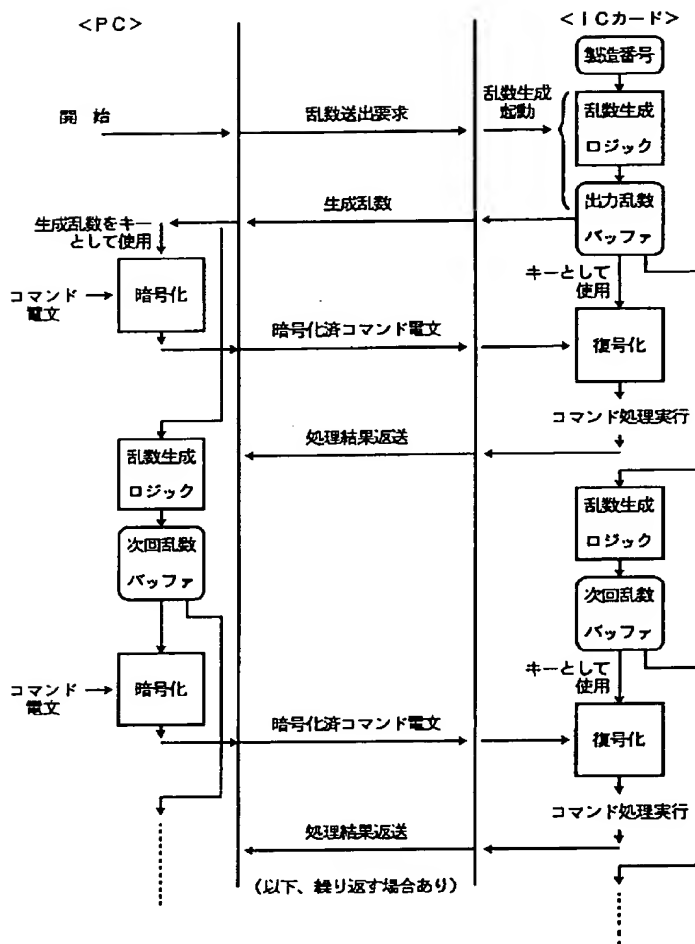 <PC>
<ICカード>
製造番号
開 始
乱数送出要求
乱数生成
起動
乱数生成
ロジック
生成乱数をキー
として使用
生成乱数
出力乱数
バッファ
コマンド
電文
暗号化
キーとして
使用
暗号化済コマンド電文
復号化
コマンド処理実行
処理結果返送
乱数生成
ロジック
乱数生成
ロジック
次回乱数
バッファ
次回乱数
バッファ
コマンド
電文
暗号化
キーとして
使用
暗号化済コマンド電文
復号化
コマンド処理実行
処理結果返送
(以下、繰り返す場合あり)